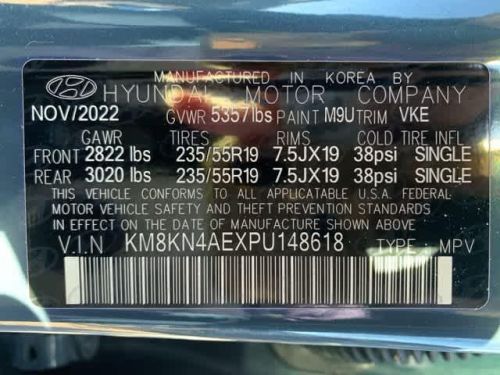 MANUFACTURED IN KOREA BY
HYUNDAI MOTOR COMPANY
NOV/2022 GVWR 5357lbs PAINT M9U TRIM VKE
GAWR TIRES RIMS COLD TIRE INFL
FRONT 2822 lbs 235/55R19 7.5JX19 38psi SINGLE
REAR 3020 lbs 235/55R19 7.5JX19 38psi SINGLE
THIS VEHICLE CONFORMS TO ALL APPLICABLE U.S.A. FEDERAL-
MOTOR VEHICLE SAFETY AND THEFT PREVENTION STANDARDS
IN EFFECT ON THE DATE OF MANUFACTURE SHOWN ABOVE
V.I.N KM8KN4AEXPU148618 TYPE : MPV